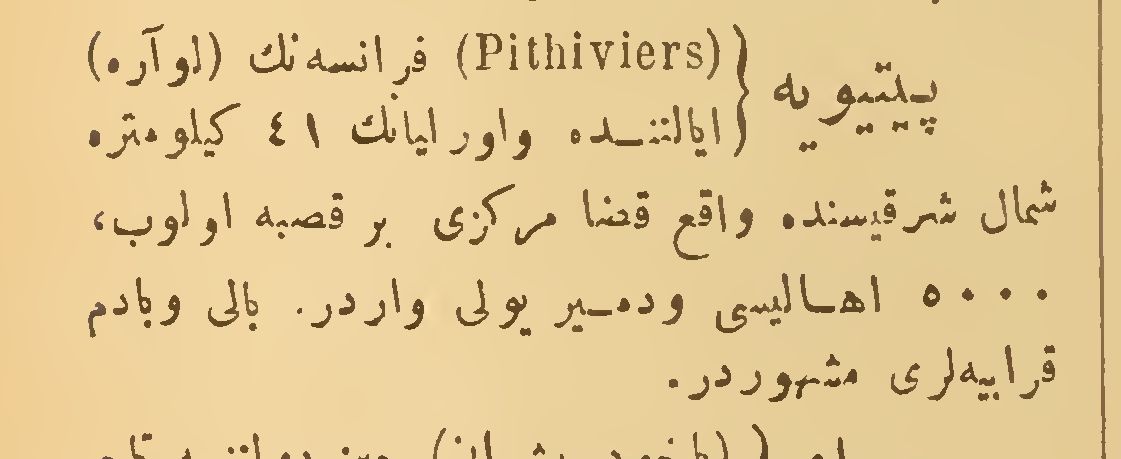 پیتیویه { (Pithiviers) فرانسه‌نك (لوآره)
ایالتنده واورلیانك ٤١ کیلومتره
شمال شرقیسنده واقع قضا مرکزی بر قصبه اولوب،
٥٠٠٠ اهالیسی ودمیر یولی واردر. بالی وبادم
قرابیه‌لری مشهوردر.